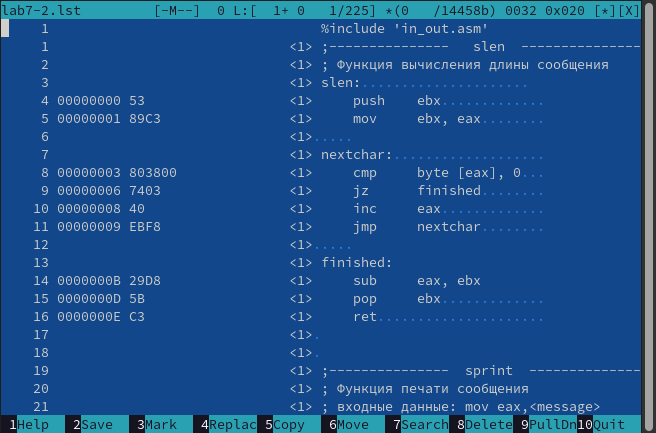 lab7-2.lst [-M--] 0 L:[ 1+ 0 1/225] *(0 /14458b) 0032 0x020 [*][X]
1 %include 'in_out.asm'
1 <1> ;--------------- slen ---------------
2 <1> ; Функция вычисления длины сообщения
3 <1> slen:.....................
4 00000000 53 <1> push ebx.............
5 00000001 89C3 <1> mov ebx, eax........
6 <1>.....
7 <1> nextchar:...................
8 00000003 803800 <1> cmp byte [eax], 0...
9 00000006 7403 <1> jz finished........
10 00000008 40 <1> inc eax.............
11 00000009 EBF8 <1> jmp nextchar........
12 <1>.....
13 <1> finished:
14 0000000B 29D8 <1> sub eax, ebx
15 0000000D 5B <1> pop ebx.............
16 0000000E C3 <1> ret.....................
17 <1>.
18 <1>.
19 <1> ;--------------- sprint --------------
20 <1> ; Функция печати сообщения
21 <1> ; входные данные: mov eax,<message>
1Help 2Save 3Mark 4Replac 5Copy 6Move 7Search 8Delete 9PullDn 10Quit